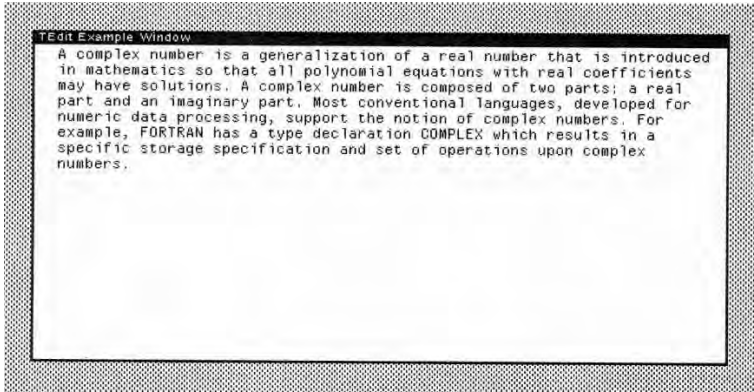 TEdit Example Window
A complex number is a generalization of a real number that is introduced
in mathematics so that all polynomial equations with real coefficients
may have solutions. A complex number is composed of two parts: a real
part and an imaginary part. Most conventional languages, developed for
numeric data processing, support the notion of complex numbers. For
example, FORTRAN has a type declaration COMPLEX which results in a
specific storage specification and set of operations upon complex
numbers.